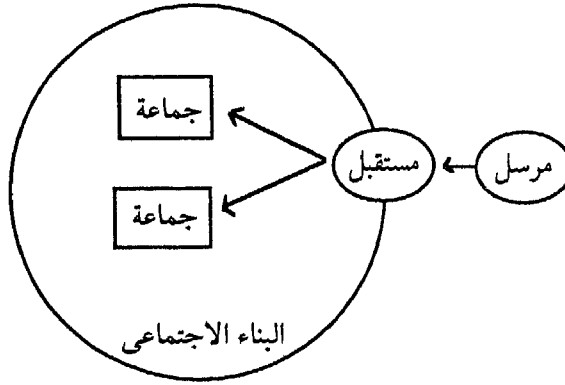 جماعة
مستقبل
مرسل
جماعة
البناء الاجتماعى